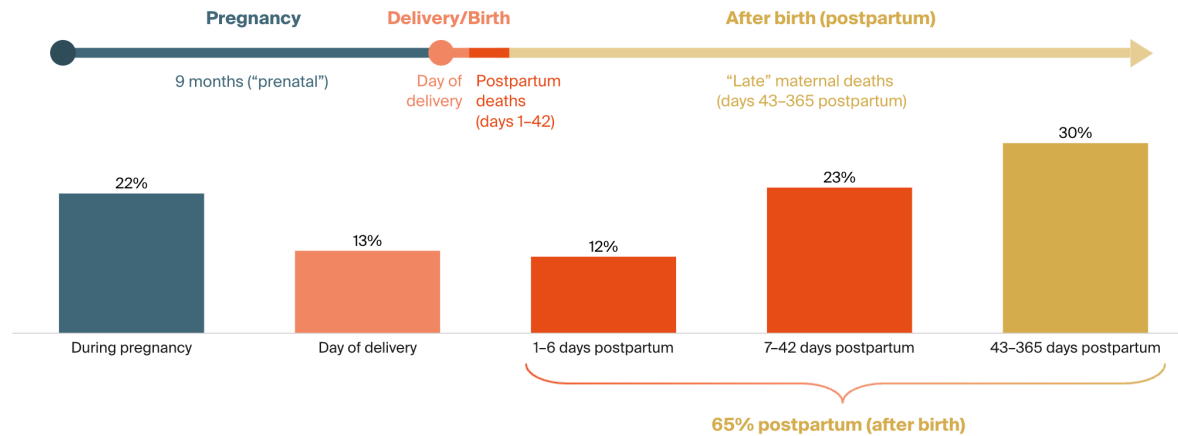 Pregnancy
Delivery/Birth
After birth (postpartum)
9 months (“prenatal”)
Day of
delivery
Postpartum
deaths
(days 1–42)
“Late” maternal deaths
(days 43–365 postpartum)
22%
13%
12%
23%
30%
During pregnancy
Day of delivery
1–6 days postpartum
7–42 days postpartum
43–365 days postpartum
65% postpartum (after birth)